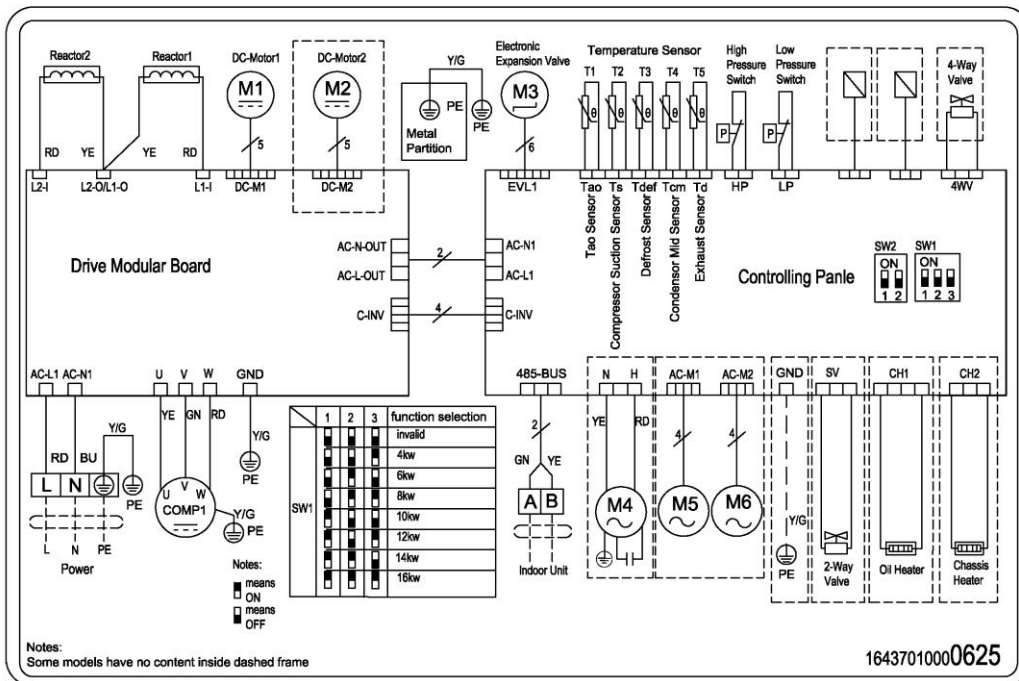 Reactor2
Reactor1
DC-Motor1
DC-Motor2
Electronic
Expansion Valve
Temperature Sensor
High
Pressure
Switch
Low
Pressure
Switch
4-Way
Valve
M1
M2
Y/G
PE
PE
Metal
Partition
M3
T1 T2 T3 T4 T5
θ θ θ θ θ
P
P
RD YE YE RD
5
5
6
L2-I L2-O/L1-O L1-I DC-M1 DC-M2
EVL1
Tao Ts Tdef Tcm Td
HP LP 4WV
Tao Sensor
Compressor Suction Sensor
Defrost Sensor
Condensor Mid Sensor
Exhaust Sensor
Drive Modular Board
AC-N-OUT
AC-L-OUT
C-INV
2
4
AC-N1
AC-L1
C-INV
Controlling Panle
SW2
ON
1 2
SW1
ON
1 2 3
AC-L1 AC-N1 U V W GND
485-BUS N H AC-M1 AC-M2 GND SV CH1 CH2
RD BU
Y/G
PE
L N
L N PE
Power
YE GN RD
U V W
COMP1
Y/G
PE
Y/G
PE
1 2 3 function selection
SW1
invalid
4kw
6kw
8kw
10kw
12kw
14kw
16kw
Notes:
means
ON
means
OFF
2
GN YE
A B
Indoor Unit
YE RD
M4
4
M5
4
M6
Y/G
PE
2-Way
Valve
Oil Heater
Chassis
Heater
Notes:
Some models have no content inside dashed frame
16437010000625